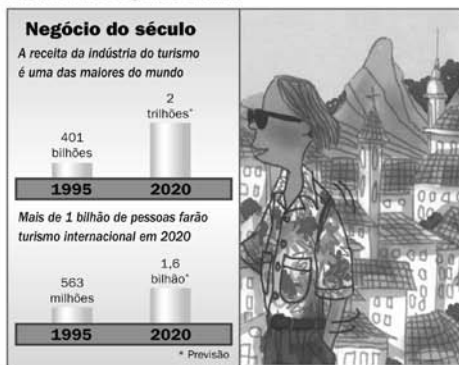 Negócio do século
A receita da indústria do turismo
é uma das maiores do mundo
2
trilhões*
401
bilhões
1995 2020
Mais de 1 bilhão de pessoas farão
turismo internacional em 2020
1,6
bilhão*
563
milhões
1995 2020
* Previsão